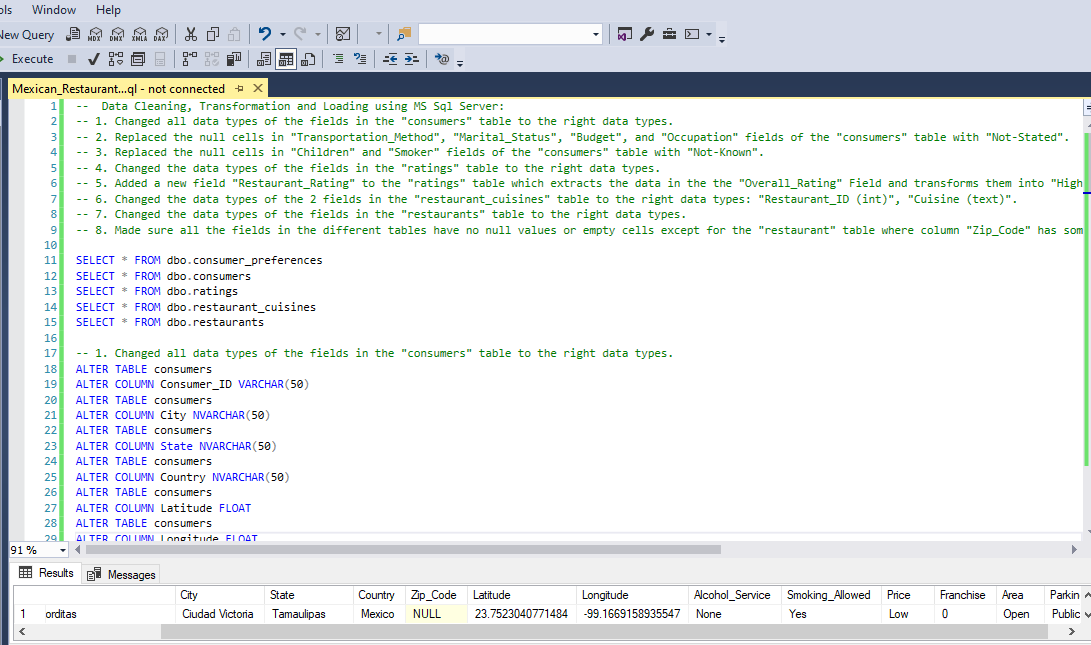 ols Window Help
New Query MDX DMX XMLA DAX
Execute
Mexican_Restaurant...ql - not connected
1 -- Data Cleaning, Transformation and Loading using MS Sql Server:
2 -- 1. Changed all data types of the fields in the "consumers" table to the right data types.
3 -- 2. Replaced the null cells in "Transportation_Method", "Marital_Status", "Budget", and "Occupation" fields of the "consumers" table with "Not-Stated".
4 -- 3. Replaced the null cells in "Children" and "Smoker" fields of the "consumers" table with "Not-Known".
5 -- 4. Changed the data types of the fields in the "ratings" table to the right data types.
6 -- 5. Added a new field "Restaurant_Rating" to the "ratings" table which extracts the data in the the "Overall_Rating" Field and transforms them into "High
7 -- 6. Changed the data types of the 2 fields in the "restaurant_cuisines" table to the right data types: "Restaurant_ID (int)", "Cuisine (text)".
8 -- 7. Changed the data types of the fields in the "restaurants" table to the right data types.
9 -- 8. Made sure all the fields in the different tables have no null values or empty cells except for the "restaurant" table where column "Zip_Code" has som
10
11 SELECT * FROM dbo.consumer_preferences
12 SELECT * FROM dbo.consumers
13 SELECT * FROM dbo.ratings
14 SELECT * FROM dbo.restaurant_cuisines
15 SELECT * FROM dbo.restaurants
16
17 -- 1. Changed all data types of the fields in the "consumers" table to the right data types.
18 ALTER TABLE consumers
19 ALTER COLUMN Consumer_ID VARCHAR(50)
20 ALTER TABLE consumers
21 ALTER COLUMN City NVARCHAR(50)
22 ALTER TABLE consumers
23 ALTER COLUMN State NVARCHAR(50)
24 ALTER TABLE consumers
25 ALTER COLUMN Country NVARCHAR(50)
26 ALTER TABLE consumers
27 ALTER COLUMN Latitude FLOAT
28 ALTER TABLE consumers
29 ALTER COLUMN Longitude FLOAT
91 %
Results Messages
City State Country Zip_Code Latitude Longitude Alcohol_Service Smoking_Allowed Price Franchise Area Parkin
1 orditas Ciudad Victoria Tamaulipas Mexico NULL 23.7523040771484 -99.1669158935547 None Yes Low 0 Open Public